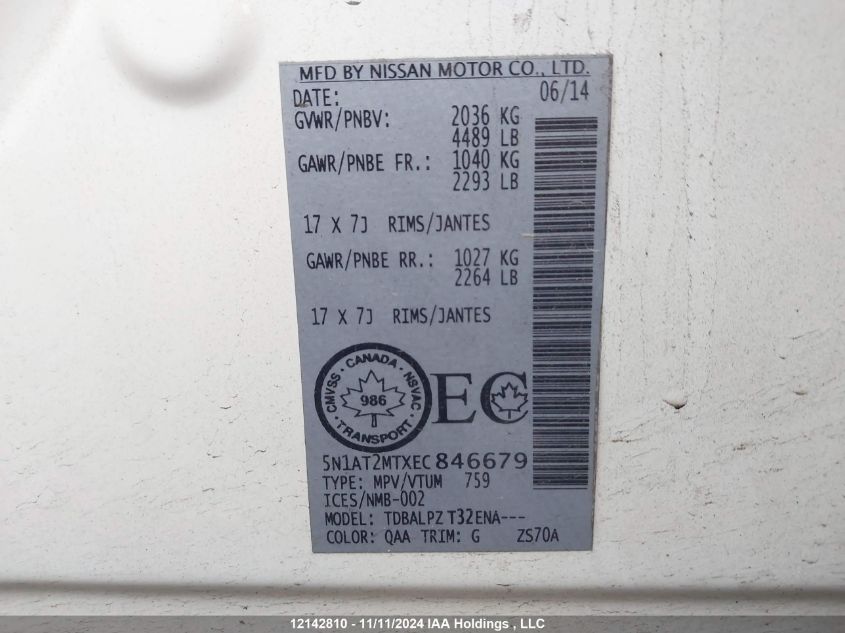 MFD BY NISSAN MOTOR CO., LTD.
DATE: 06/14
GVWR/PNBV: 2036 KG
4489 LB
GAWR/PNBE FR.: 1040 KG
2293 LB
17 X 7J RIMS/JANTES
GAWR/PNBE RR.: 1027 KG
2264 LB
17 X 7J RIMS/JANTES
CMVSS · CANADA · NSVAC · TRANSPORT ·
986
EC
5N1AT2MTXEC846679
TYPE: MPV/VTUM 759
ICES/NMB-002
MODEL: TDBALPZ T32ENA---
COLOR: QAA TRIM: G ZS70A
12142810 - 11/11/2024 IAA Holdings , LLC